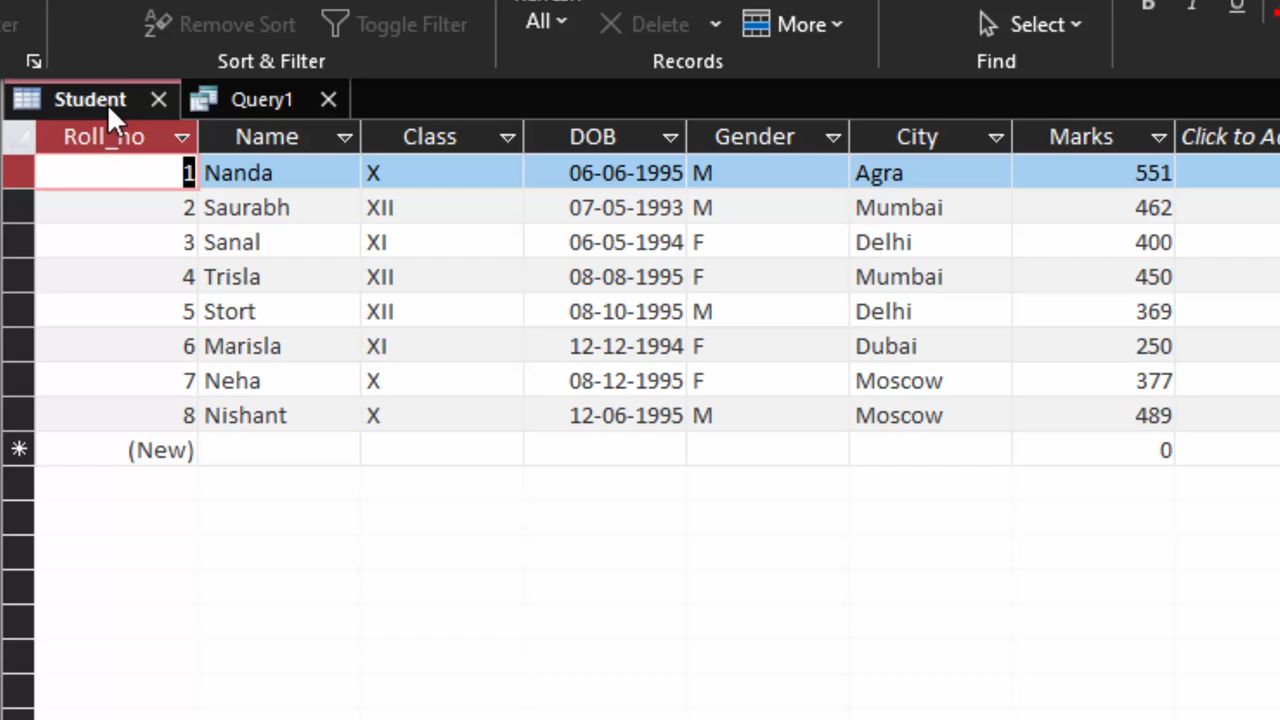 er Remove Sort Toggle Filter All Delete More Select B I U
Sort & Filter Records Find
Student Query1
Roll_no Name Class DOB Gender City Marks Click to Ad
1 Nanda X 06-06-1995 M Agra 551
2 Saurabh XII 07-05-1993 M Mumbai 462
3 Sanal XI 06-05-1994 F Delhi 400
4 Trisla XII 08-08-1995 F Mumbai 450
5 Stort XII 08-10-1995 M Delhi 369
6 Marisla XI 12-12-1994 F Dubai 250
7 Neha X 08-12-1995 F Moscow 377
8 Nishant X 12-06-1995 M Moscow 489
* (New) 0